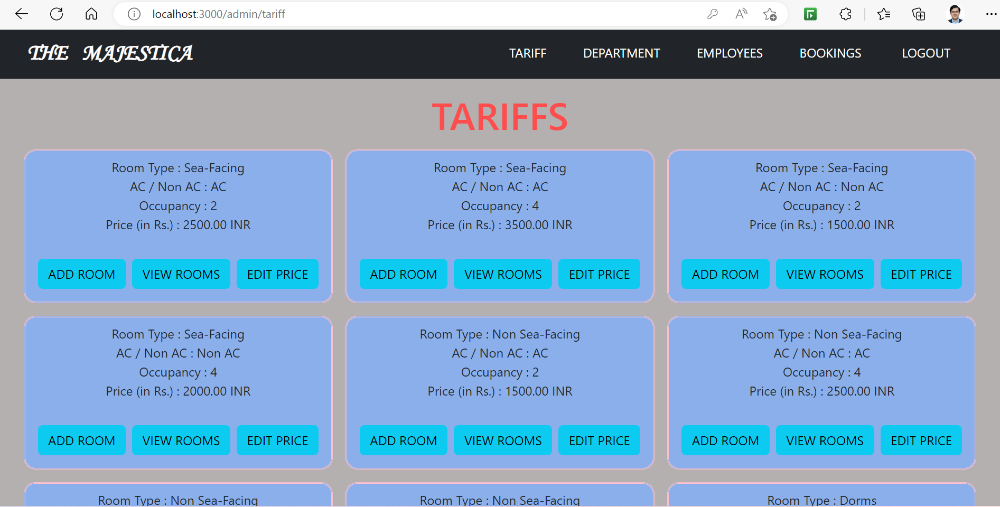 localhost:3000/admin/tariff
THE MAJESTICA
TARIFF DEPARTMENT EMPLOYEES BOOKINGS LOGOUT
TARIFFS
Room Type : Sea-Facing
AC / Non AC : AC
Occupancy : 2
Price (in Rs.) : 2500.00 INR
ADD ROOM VIEW ROOMS EDIT PRICE
Room Type : Sea-Facing
AC / Non AC : AC
Occupancy : 4
Price (in Rs.) : 3500.00 INR
ADD ROOM VIEW ROOMS EDIT PRICE
Room Type : Sea-Facing
AC / Non AC : Non AC
Occupancy : 2
Price (in Rs.) : 1500.00 INR
ADD ROOM VIEW ROOMS EDIT PRICE
Room Type : Sea-Facing
AC / Non AC : Non AC
Occupancy : 4
Price (in Rs.) : 2000.00 INR
ADD ROOM VIEW ROOMS EDIT PRICE
Room Type : Non Sea-Facing
AC / Non AC : AC
Occupancy : 2
Price (in Rs.) : 1500.00 INR
ADD ROOM VIEW ROOMS EDIT PRICE
Room Type : Non Sea-Facing
AC / Non AC : AC
Occupancy : 4
Price (in Rs.) : 2500.00 INR
ADD ROOM VIEW ROOMS EDIT PRICE
Room Type : Non Sea-Facing
Room Type : Non Sea-Facing
Room Type : Dorms